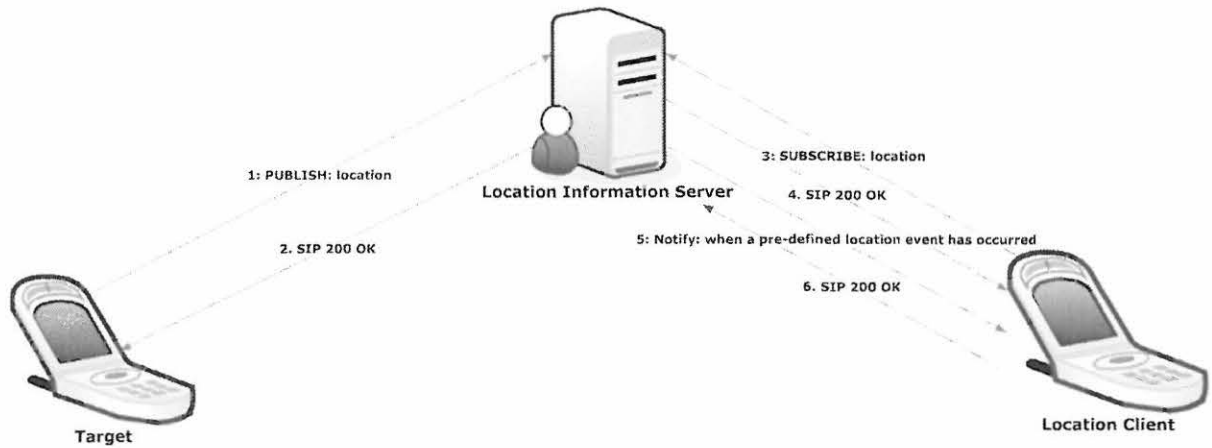 1: PUBLISH: location
2. SIP 200 OK
Location Information Server
3: SUBSCRIBE: location
4. SIP 200 OK
5: Notify: when a pre-defined location event has occurred
6. SIP 200 OK
Target
Location Client